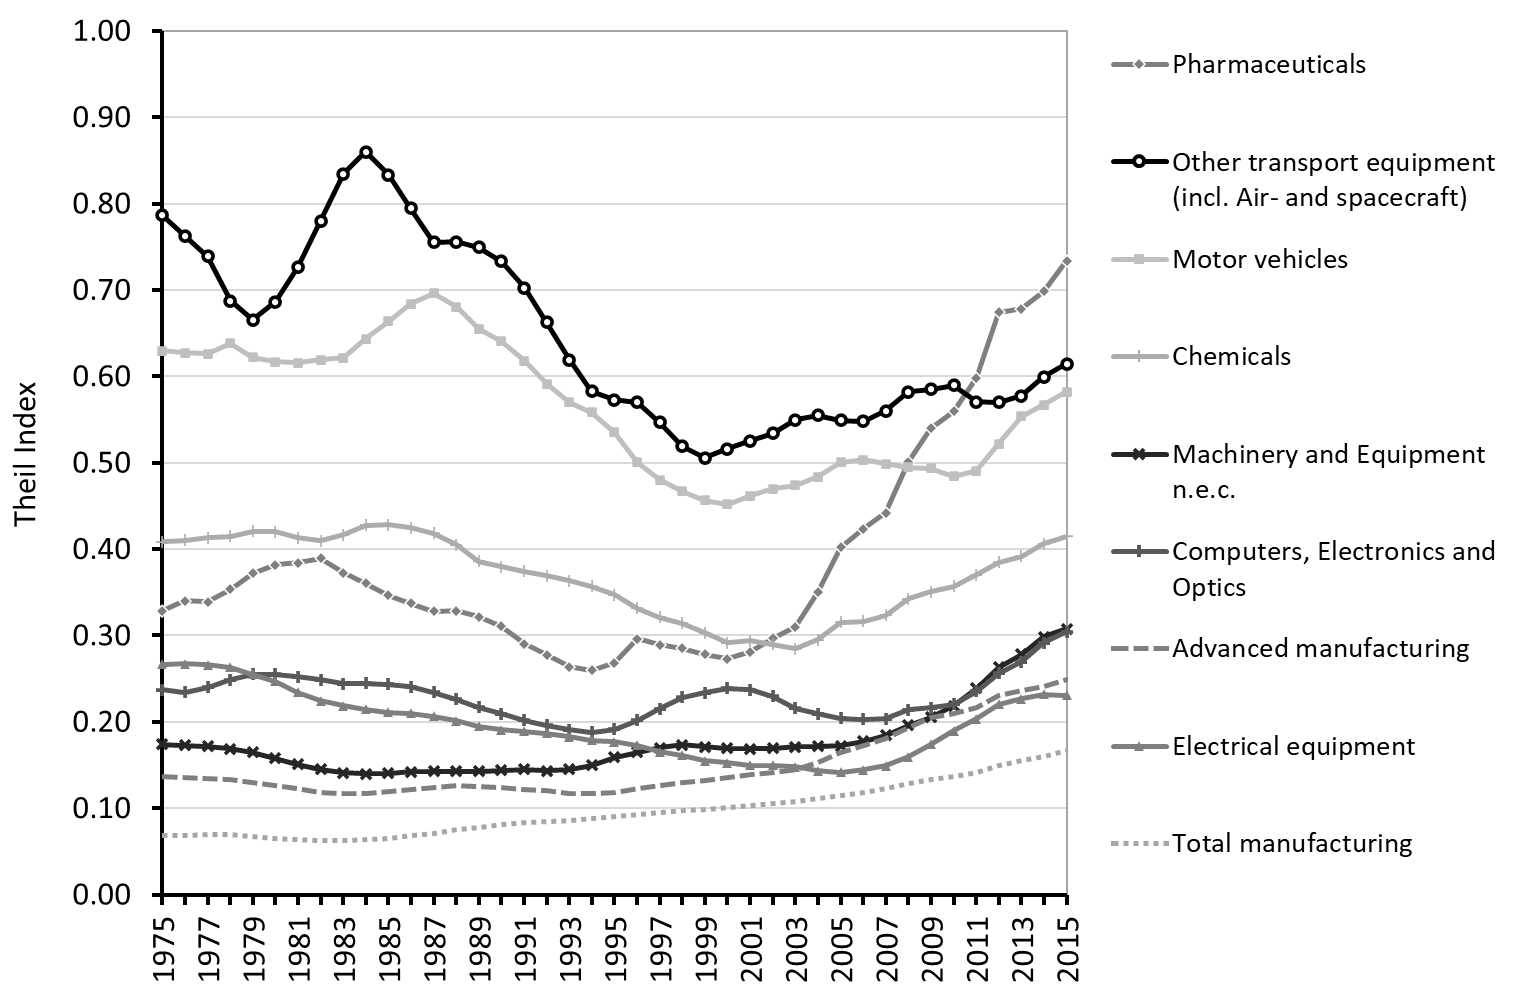 1.00
0.90
0.80
0.70
0.60
0.50
0.40
0.30
0.20
0.10
0.00
Theil Index
1975
1977
1979
1981
1983
1985
1987
1989
1991
1993
1995
1997
1999
2001
2003
2005
2007
2009
2011
2013
2015
Pharmaceuticals
Other transport equipment
(incl. Air- and spacecraft)
Motor vehicles
Chemicals
Machinery and Equipment
n.e.c.
Computers, Electronics and
Optics
Advanced manufacturing
Electrical equipment
Total manufacturing